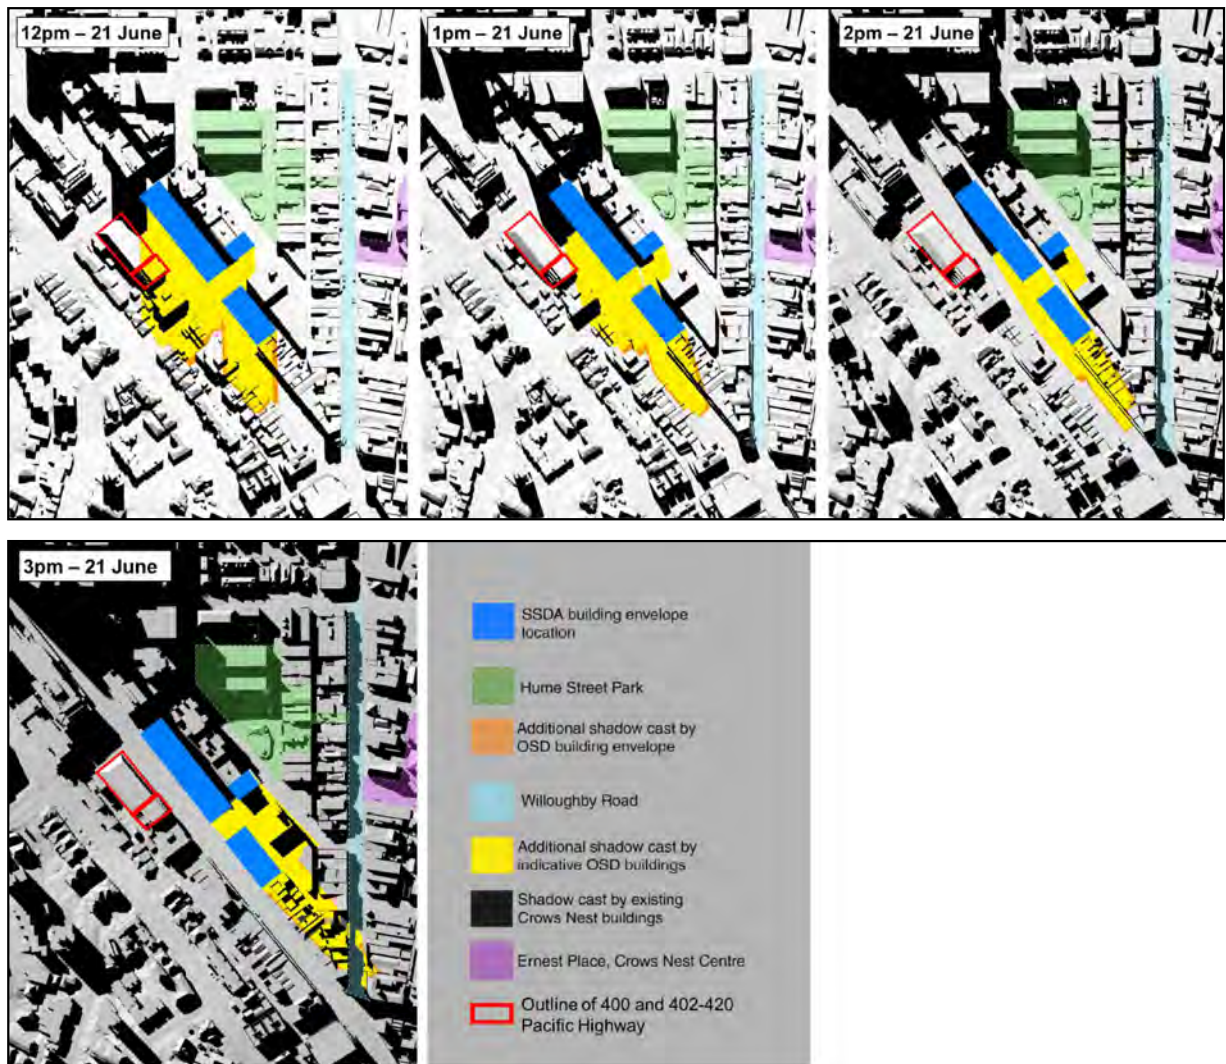 12pm – 21 June
1pm – 21 June
2pm – 21 June
3pm – 21 June
SSDA building envelope
location
Hume Street Park
Additional shadow cast by
OSD building envelope
Willoughby Road
Additional shadow cast by
indicative OSD buildings
Shadow cast by existing
Crows Nest buildings
Ernest Place, Crows Nest Centre
Outline of 400 and 402-420
Pacific Highway